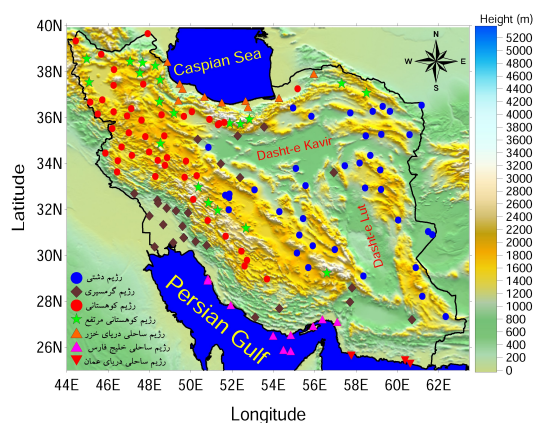 Height (m)
5200
5000
4800
4600
4400
4200
4000
3800
3600
3400
3200
3000
2800
2600
2400
2200
2000
1800
1600
1400
1200
1000
800
600
400
200
0
40N
38N
36N
34N
32N
30N
28N
26N
Latitude
Caspian Sea
N
W E
S
Dasht-e Kavir
Dasht-e Lut
Persian Gulf
رژیم دشتی
رژیم گرمسیری
رژیم کوهستانی
رژیم کوهستانی مرتفع
رژیم ساحلی دریای خزر
رژیم ساحلی خلیج فارس
رژیم ساحلی دریای عمان
44E 46E 48E 50E 52E 54E 56E 58E 60E 62E
Longitude